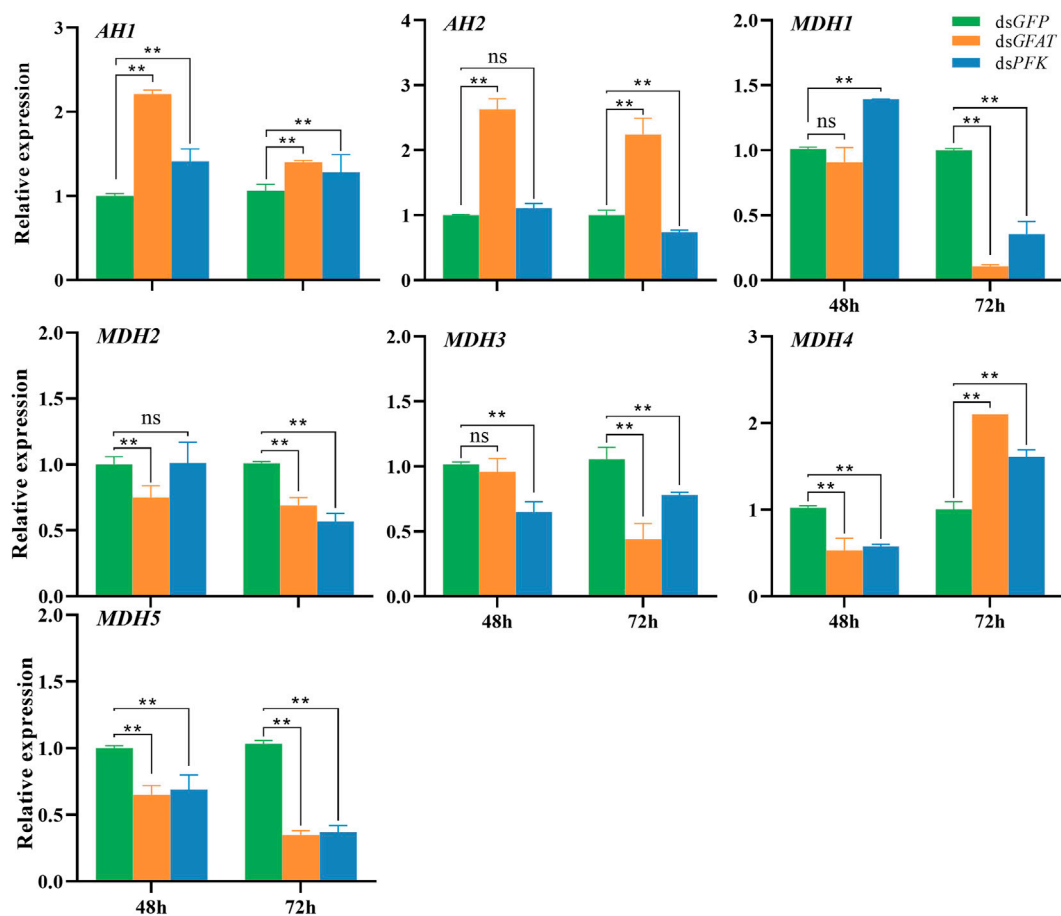 AH1
Relative expression
3
2
1
0
**
**
**
**
AH2
4
3
2
1
0
ns
**
**
**
MDH1
2.0
1.5
1.0
0.5
0.0
**
ns
**
**
48h
72h
dsGFP
dsGFAT
dsPFK
MDH2
Relative expression
2.0
1.5
1.0
0.5
0.0
ns
**
**
**
MDH3
2.0
1.5
1.0
0.5
0.0
**
ns
**
**
48h
72h
MDH4
3
2
1
0
**
**
**
**
48h
72h
MDH5
Relative expression
2.0
1.5
1.0
0.5
0.0
**
**
**
**
48h
72h